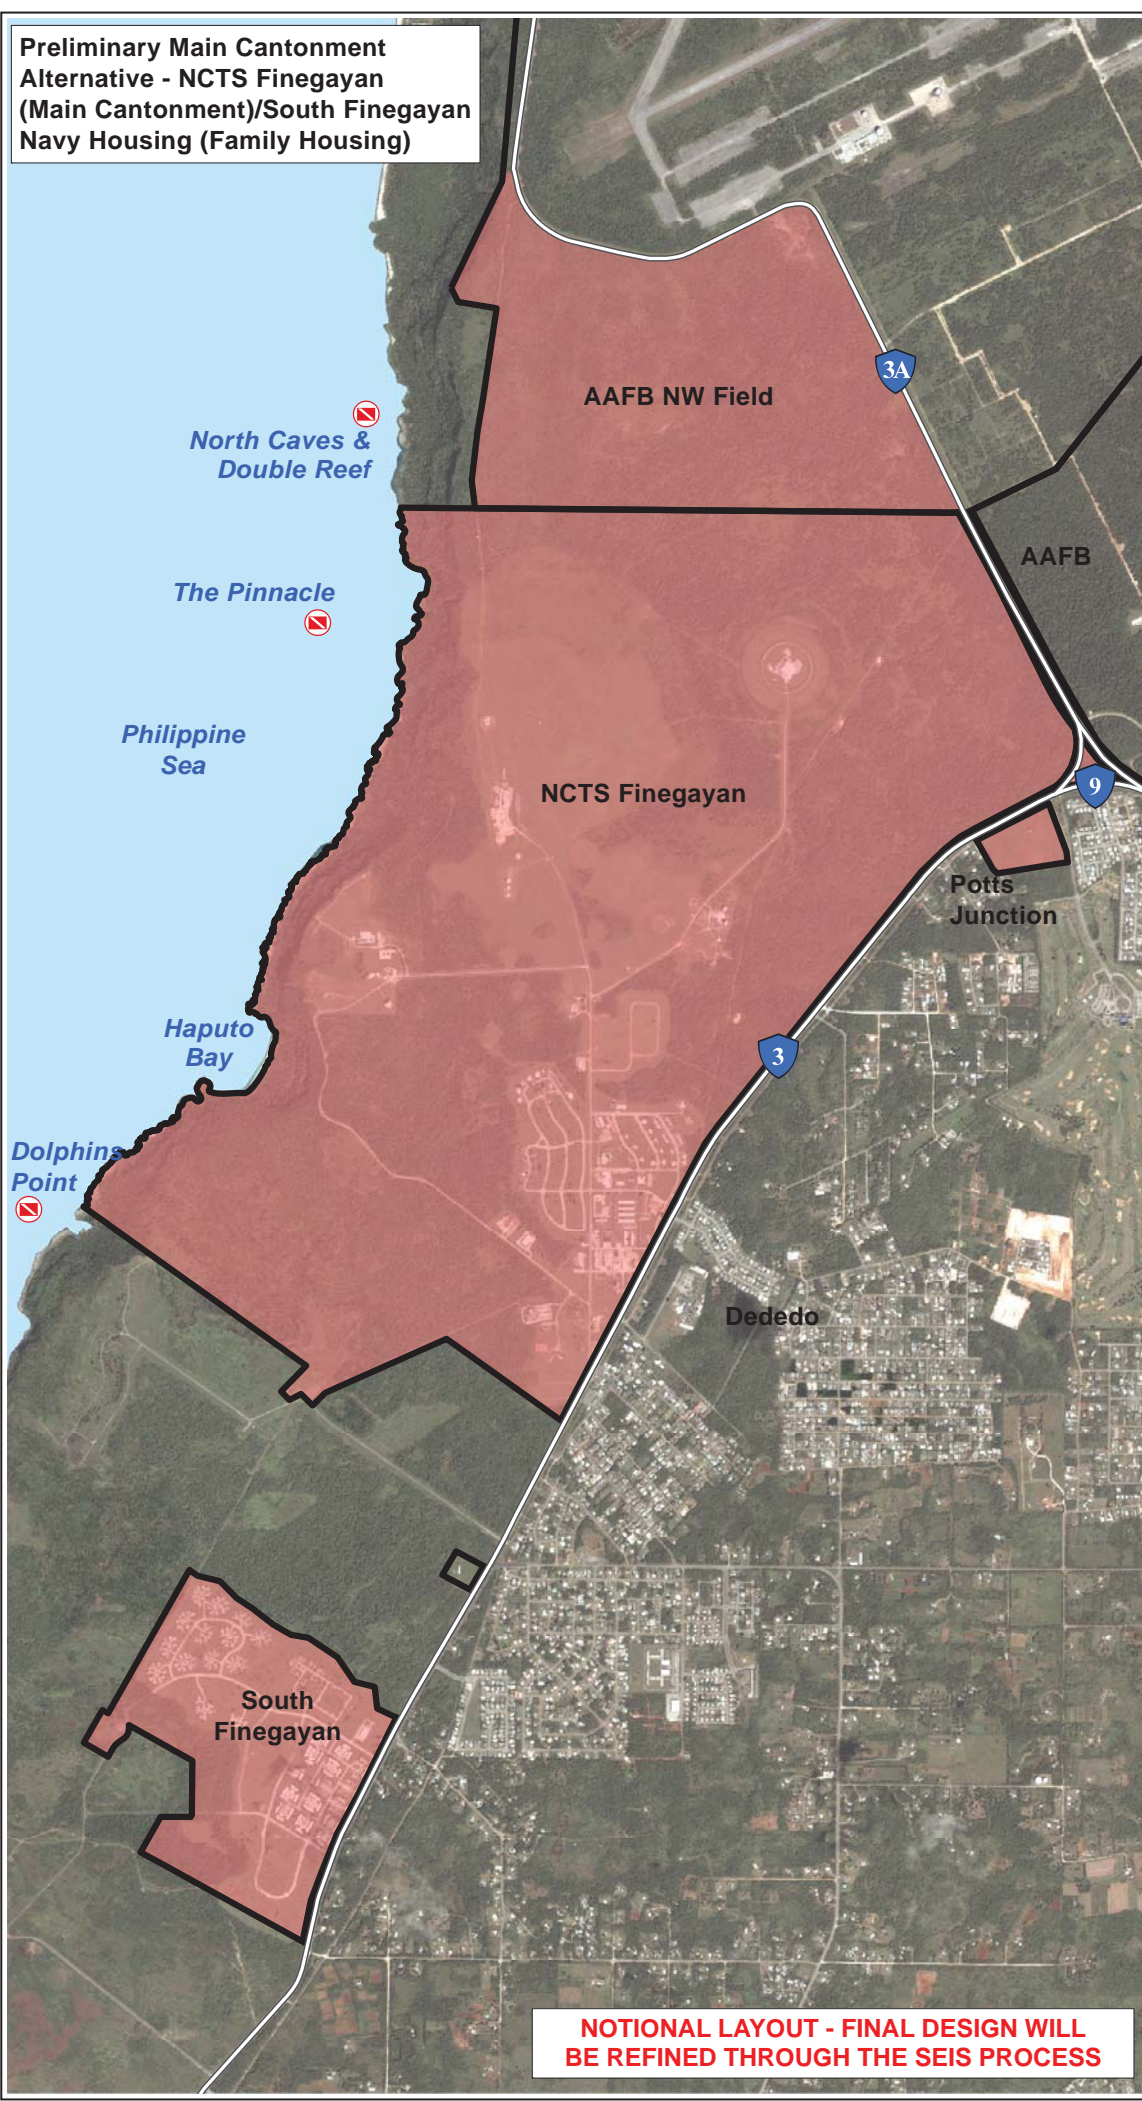 Preliminary Main Cantonment
Alternative - NCTS Finegayan
(Main Cantonment)/South Finegayan
Navy Housing (Family Housing)
3A
AAFB NW Field
North Caves &
Double Reef
AAFB
The Pinnacle
Philippine
Sea
NCTS Finegayan
9
Potts
Junction
Haputo
Bay
3
Dolphins
Point
Dededo
South
Finegayan
NOTIONAL LAYOUT - FINAL DESIGN WILL
BE REFINED THROUGH THE SEIS PROCESS